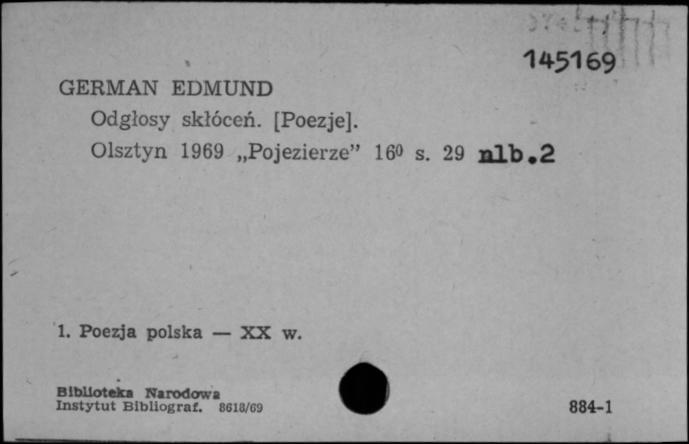 145169
GERMAN EDMUND
Odgłosy skłóceń. [Poezje].
Olsztyn 1969 „Pojezierze” 16⁰ s. 29 nlb.2
1. Poezja polska — XX w.
Biblioteka Narodowa
Instytut Bibliograf. 8618/69
884-1